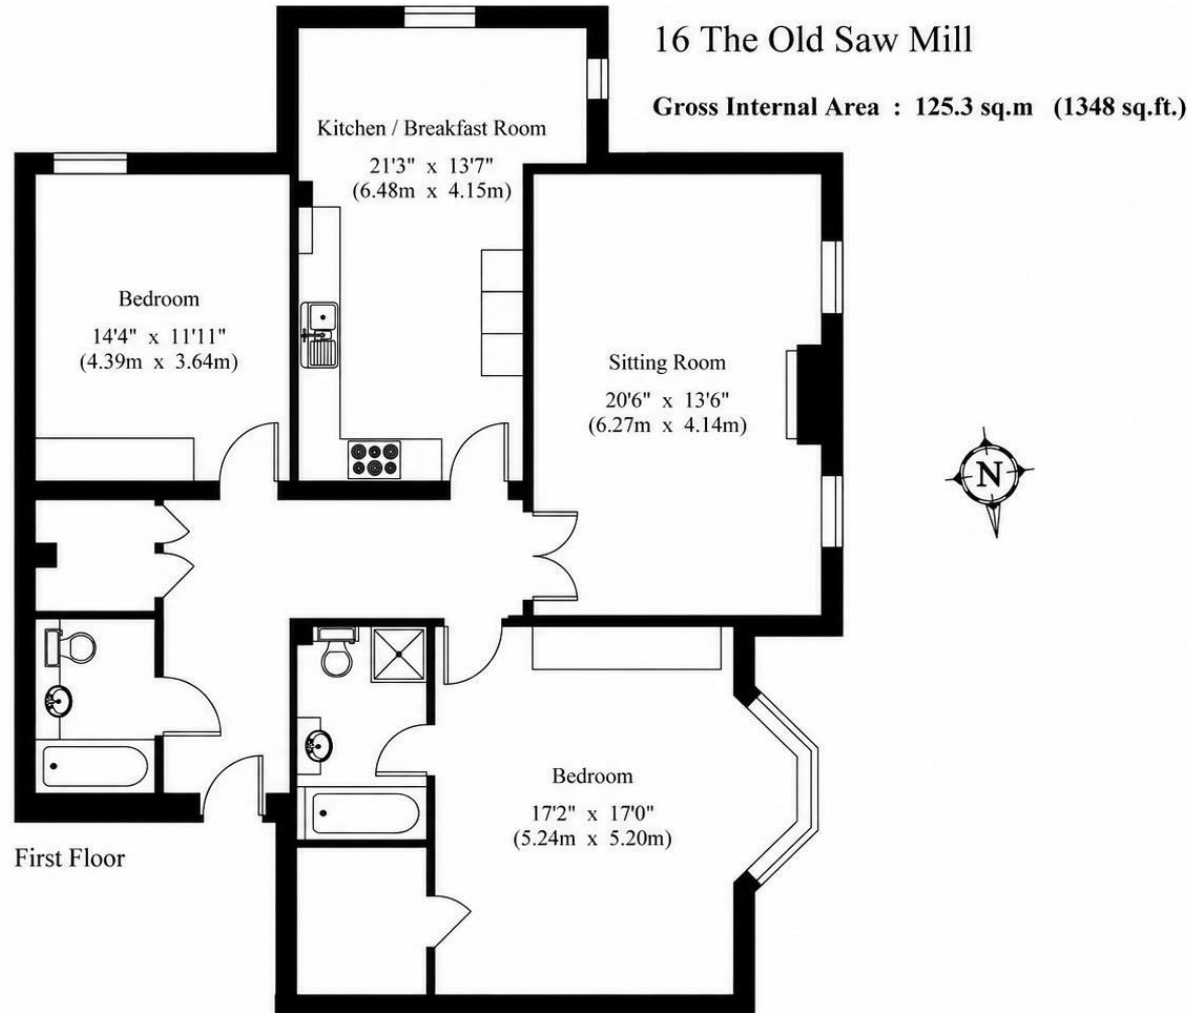 16 The Old Saw Mill
Gross Internal Area : 125.3 sq.m (1348 sq.ft.)
Kitchen / Breakfast Room
21'3" x 13'7"
(6.48m x 4.15m)
Bedroom
14'4" x 11'11"
(4.39m x 3.64m)
Sitting Room
20'6" x 13'6"
(6.27m x 4.14m)
N
Bedroom
17'2" x 17'0"
(5.24m x 5.20m)
First Floor